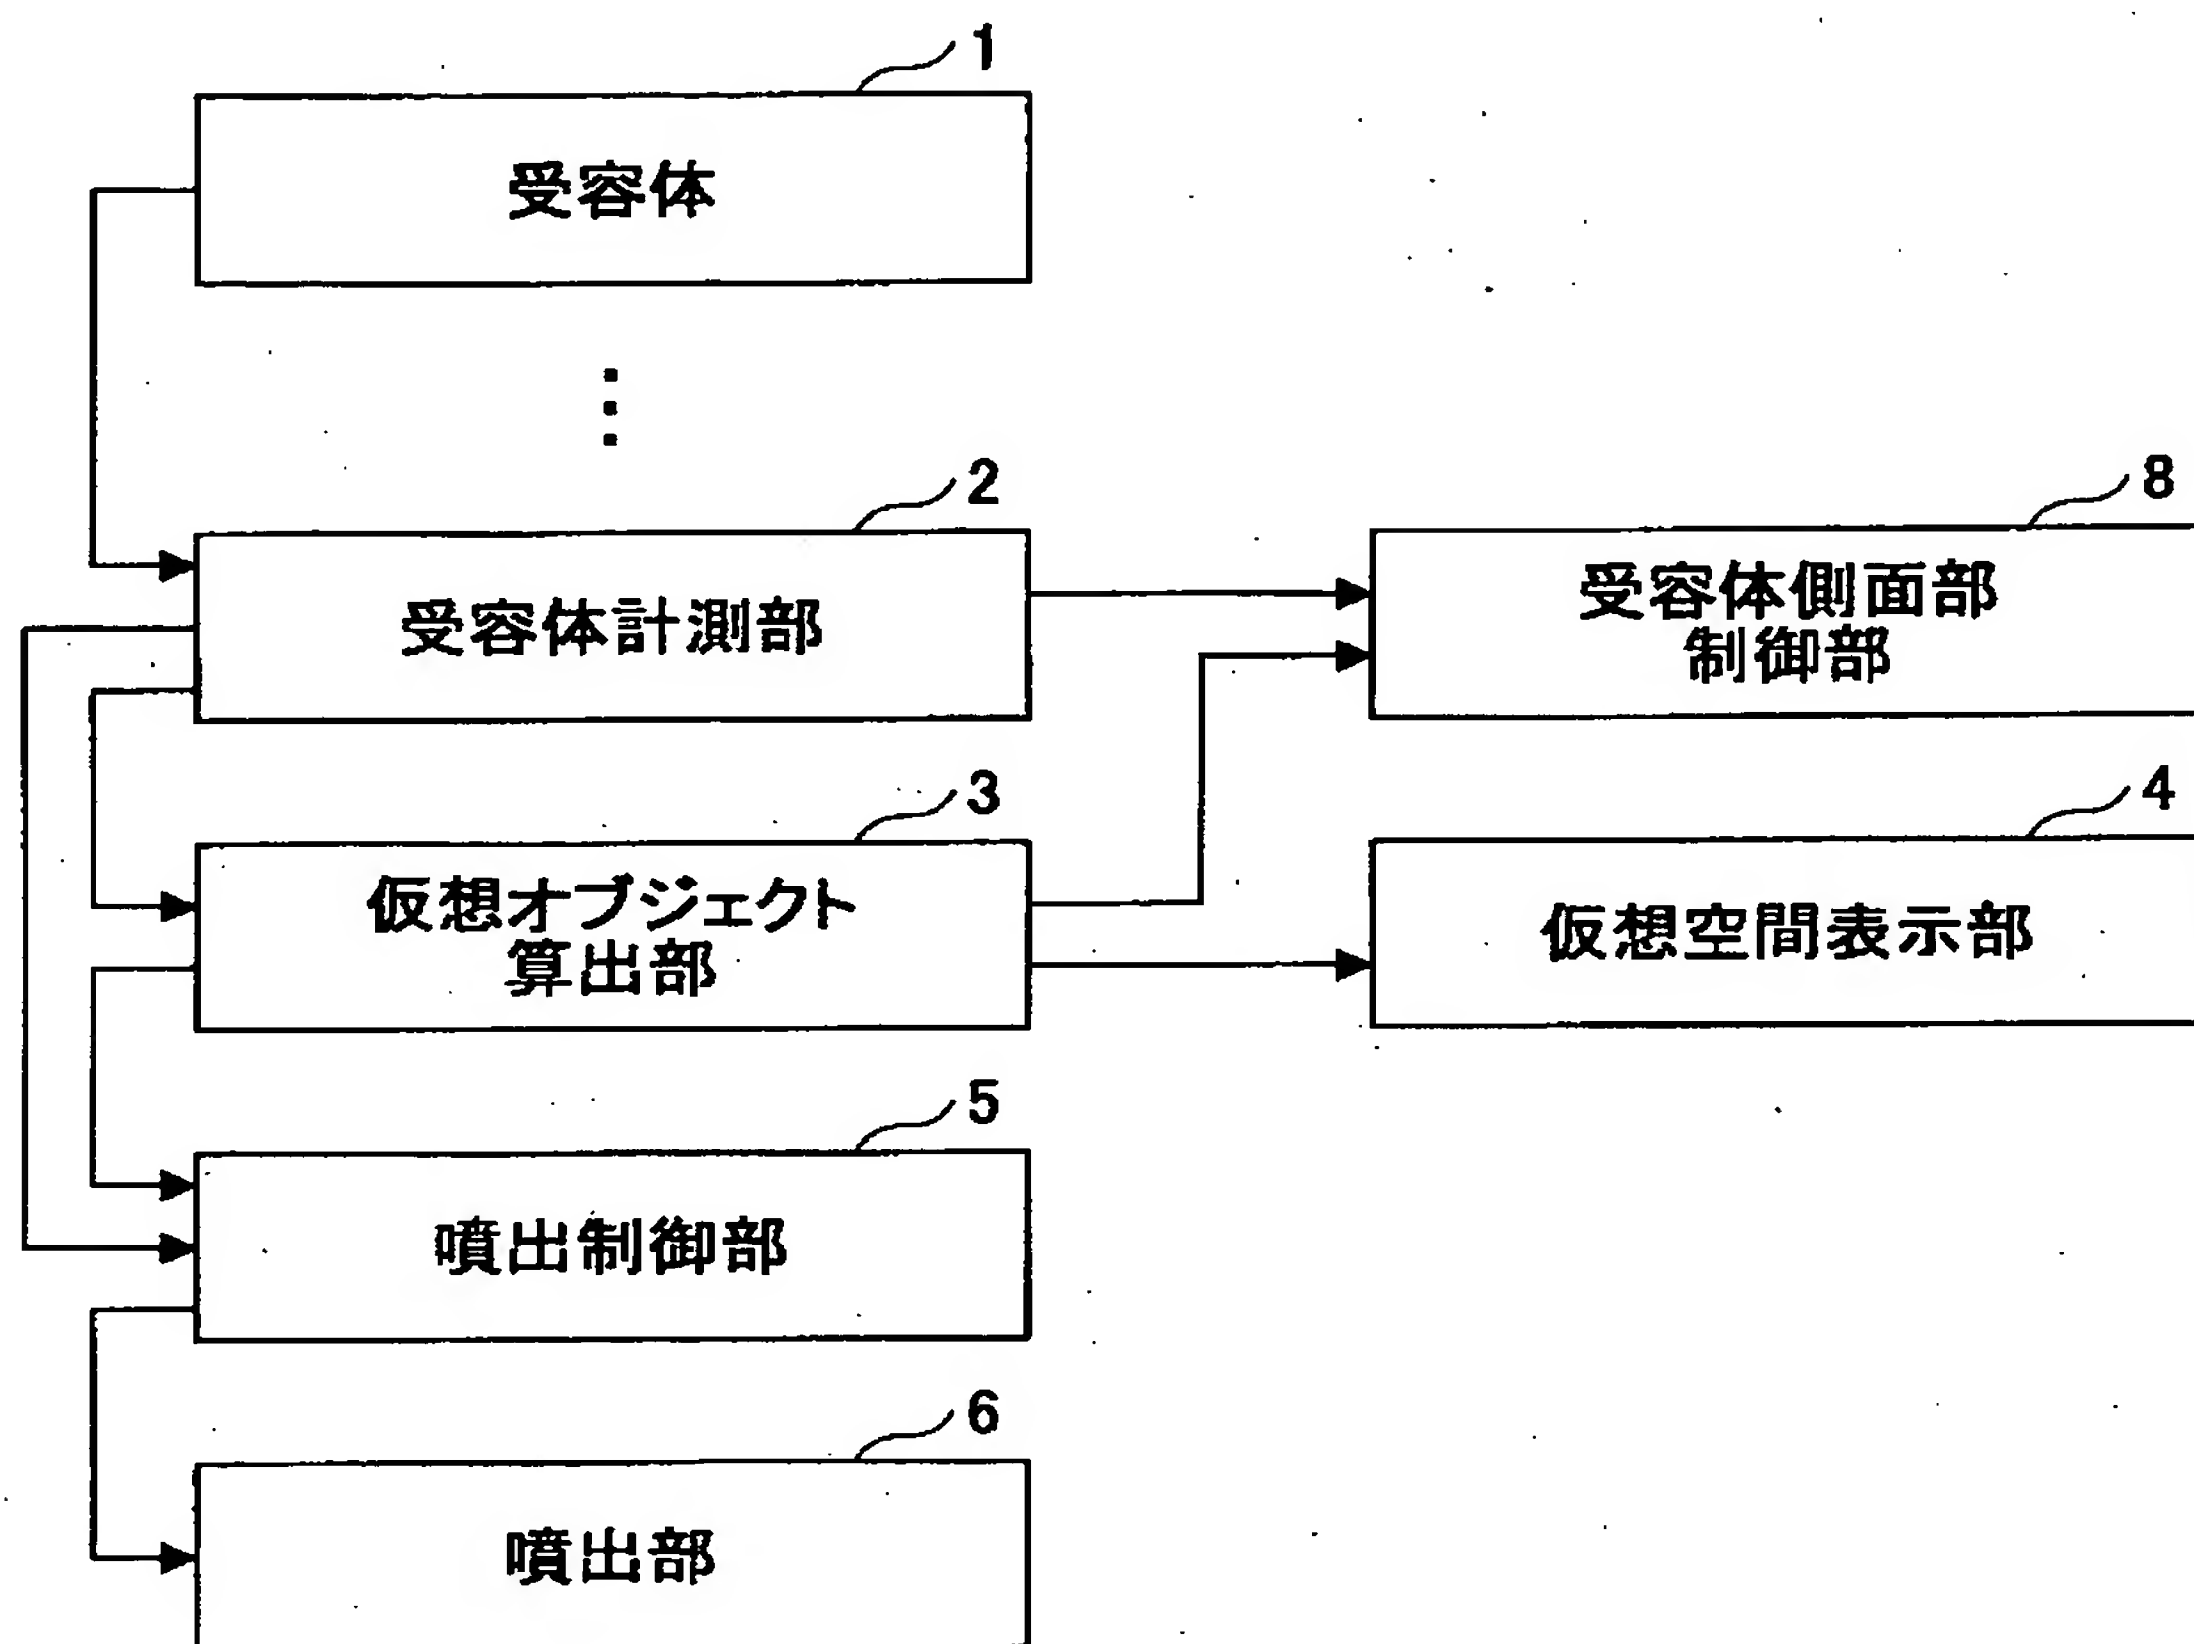 1
受容体
2
受容体計測部
8
受容体側面部
制御部
3
仮想オブジェクト
算出部
4
仮想空間表示部
5
噴出制御部
6
噴出部